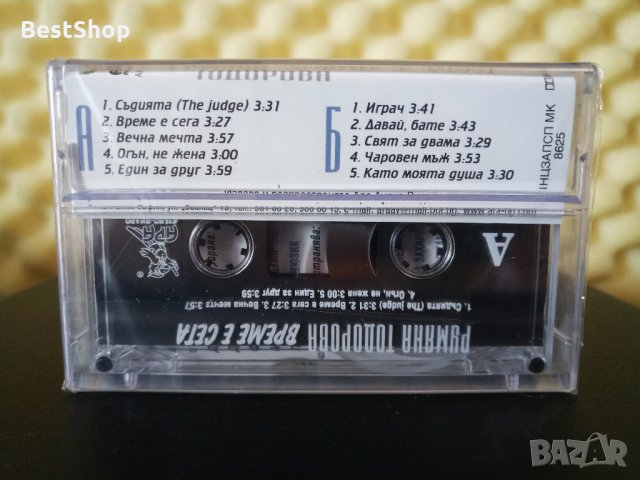 BestShop
ТОДОРОВА
А
1. Съдията (The judge) 3:31
2. Време е сега 3:27
3. Вечна мечта 3:57
4. Огън, не жена 3:00
5. Един за друг 3:59
Б
1. Играч 3:41
2. Давай, бате 3:43
3. Свят за двама 3:29
4. Чаровен мъж 3:53
5. Като моята душа 3:30
ІНЦЗАПСП МК
8625
A
4. Огън, не жена 3:00 5. Един за друг 3:59
1. Съдията (The judge) 3:31 2. Време е сега 3:27 3. Вечна мечта 3:57
РУМЯНА ТОДОРОВА ВРЕМЕ Е СЕГА
BAZAR